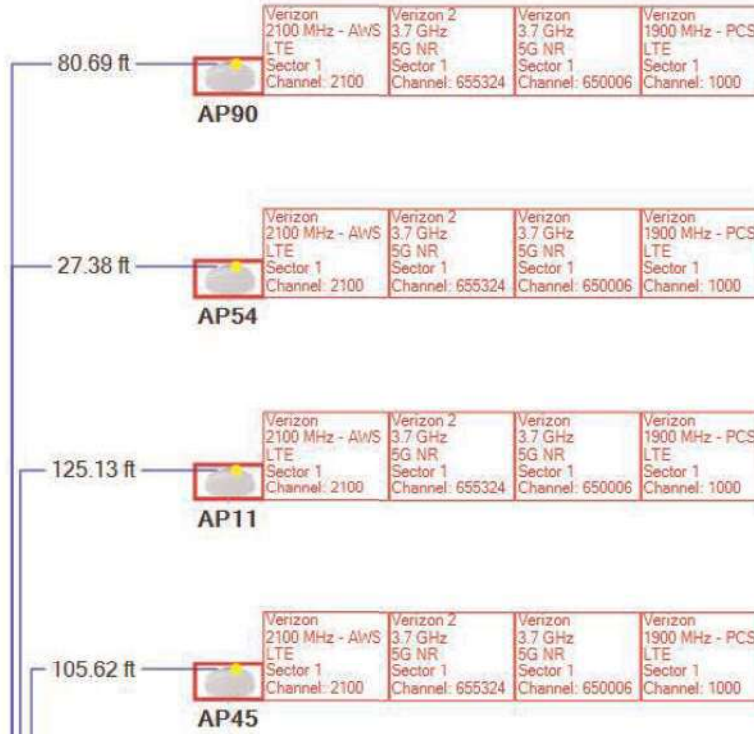 Verizon
2100 MHz - AWS
LTE
Sector 1
Channel: 2100
Verizon 2
3.7 GHz
5G NR
Sector 1
Channel: 655324
Verizon
3.7 GHz
5G NR
Sector 1
Channel: 650006
Verizon
1900 MHz - PCS
LTE
Sector 1
Channel: 1000
80.69 ft
AP90
Verizon
2100 MHz - AWS
LTE
Sector 1
Channel: 2100
Verizon 2
3.7 GHz
5G NR
Sector 1
Channel: 655324
Verizon
3.7 GHz
5G NR
Sector 1
Channel: 650006
Verizon
1900 MHz - PCS
LTE
Sector 1
Channel: 1000
27.38 ft
AP54
Verizon
2100 MHz - AWS
LTE
Sector 1
Channel: 2100
Verizon 2
3.7 GHz
5G NR
Sector 1
Channel: 655324
Verizon
3.7 GHz
5G NR
Sector 1
Channel: 650006
Verizon
1900 MHz - PCS
LTE
Sector 1
Channel: 1000
125.13 ft
AP11
Verizon
2100 MHz - AWS
LTE
Sector 1
Channel: 2100
Verizon 2
3.7 GHz
5G NR
Sector 1
Channel: 655324
Verizon
3.7 GHz
5G NR
Sector 1
Channel: 650006
Verizon
1900 MHz - PCS
LTE
Sector 1
Channel: 1000
105.62 ft
AP45